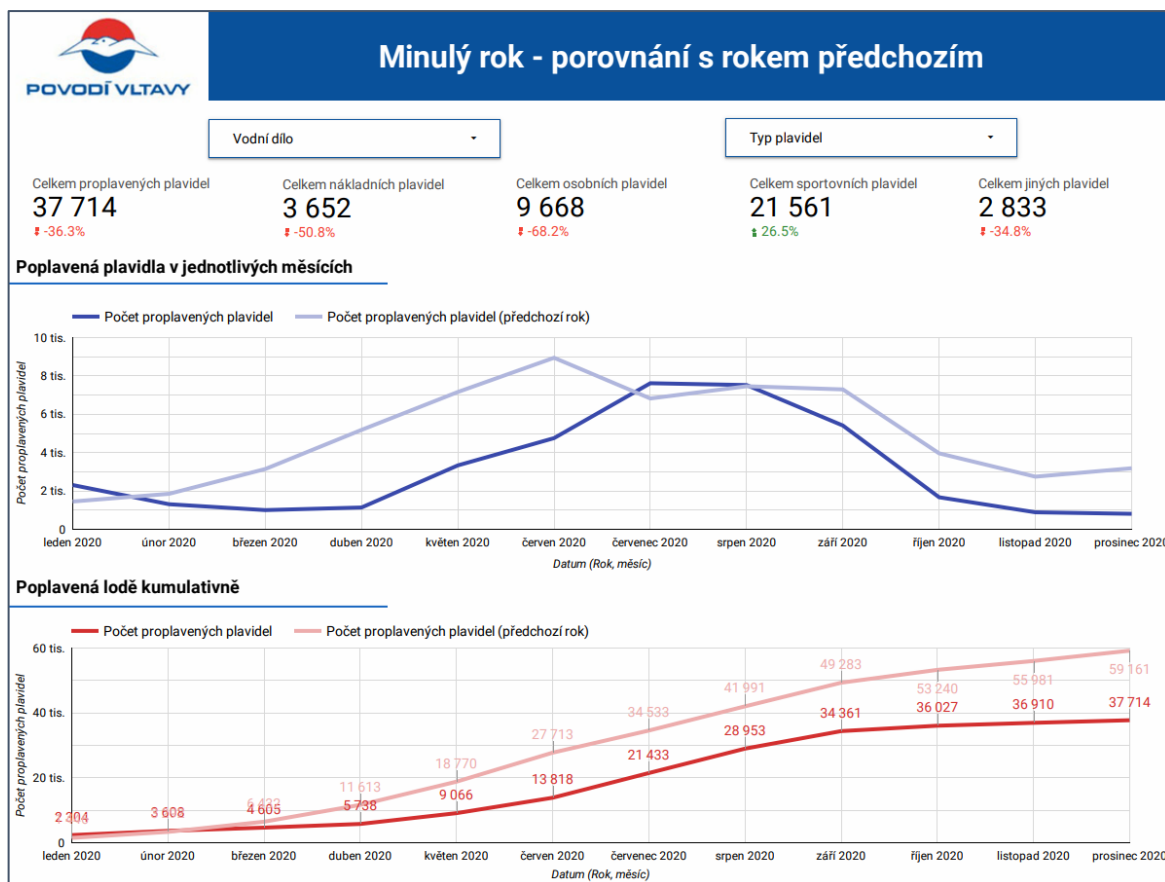 POVODÍ VLTAVY
Minulý rok - porovnání s rokem předchozím
Vodní dílo
Typ plavidel
Celkem proplavených plavidel
37 714
-36.3%
Celkem nákladních plavidel
3 652
-50.8%
Celkem osobních plavidel
9 668
-68.2%
Celkem sportovních plavidel
21 561
26.5%
Celkem jiných plavidel
2 833
-34.8%
Poplavená plavidla v jednotlivých měsících
Počet proplavených plavidel
Počet proplavených plavidel (předchozí rok)
Počet proplavených plavidel
10 tis.
8 tis.
6 tis.
4 tis.
2 tis.
0
leden 2020
únor 2020
březen 2020
duben 2020
květen 2020
červen 2020
červenec 2020
srpen 2020
září 2020
říjen 2020
listopad 2020
prosinec 2020
Datum (Rok, měsíc)
Poplavená lodě kumulativně
Počet proplavených plavidel
Počet proplavených plavidel (předchozí rok)
Počet proplavených plavidel
60 tis.
40 tis.
20 tis.
0
2 304
3 608
4 605
5 738
9 066
13 818
21 433
28 953
34 361
36 027
36 910
37 714
11 613
18 770
27 713
34 533
41 991
49 283
53 240
55 981
59 161
leden 2020
únor 2020
březen 2020
duben 2020
květen 2020
červen 2020
červenec 2020
srpen 2020
září 2020
říjen 2020
listopad 2020
prosinec 2020
Datum (Rok, měsíc)